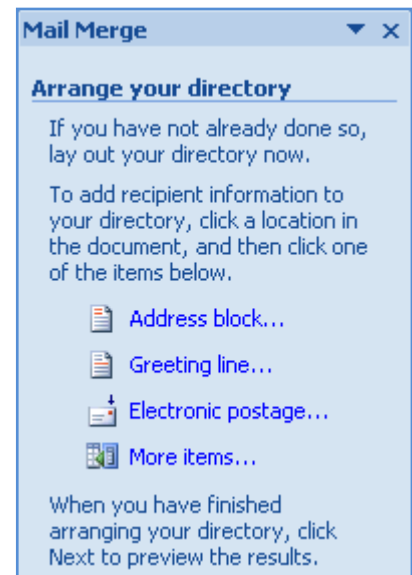 Mail Merge
Arrange your directory
If you have not already done so,
lay out your directory now.
To add recipient information to
your directory, click a location in
the document, and then click one
of the items below.
Address block...
Greeting line...
Electronic postage...
More items...
When you have finished
arranging your directory, click
Next to preview the results.